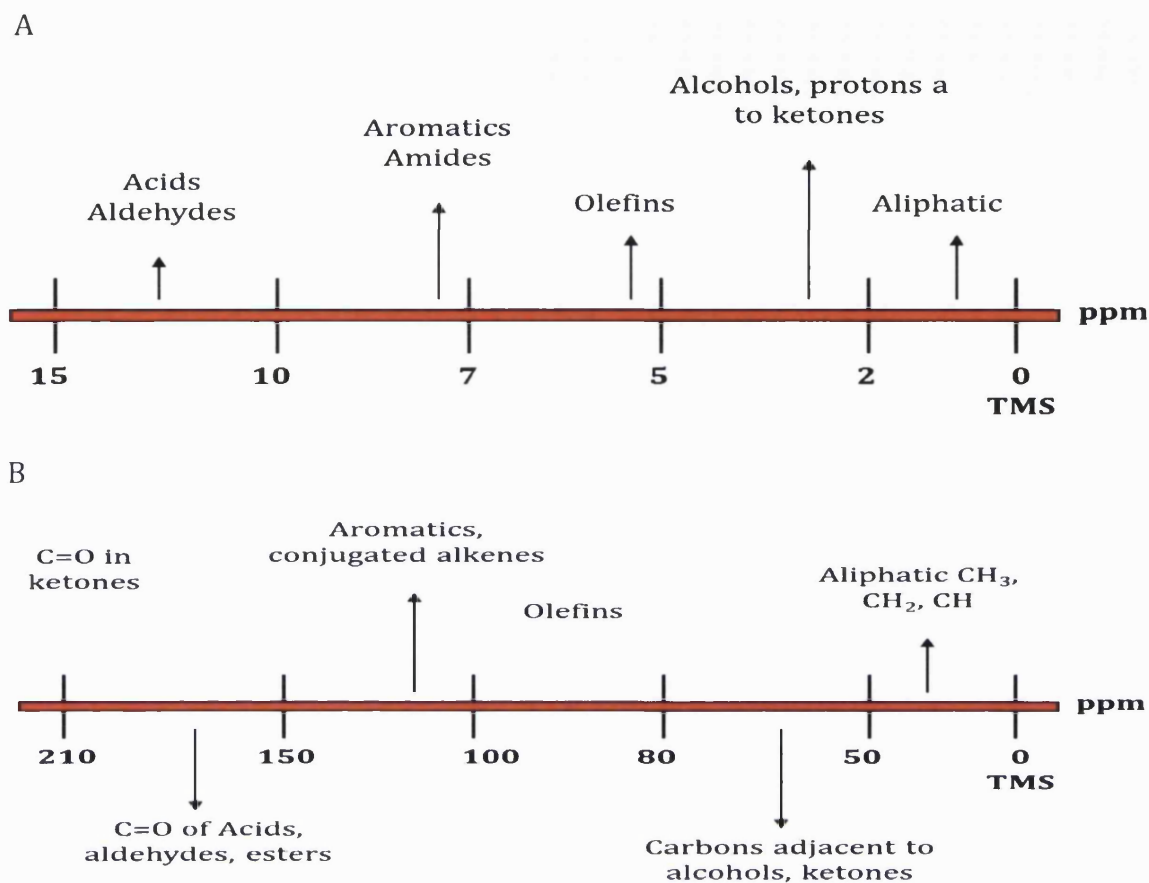 A
Alcohols, protons a
to ketones
Aromatics
Amides
Acids
Aldehydes
Olefins
Aliphatic
ppm
15 10 7 5 2 0
TMS
B
Aromatics,
conjugated alkenes
C=O in
ketones
Olefins
Aliphatic CH₃,
CH₂, CH
ppm
210 150 100 80 50 0
TMS
C=O of Acids,
aldehydes, esters
Carbons adjacent to
alcohols, ketones